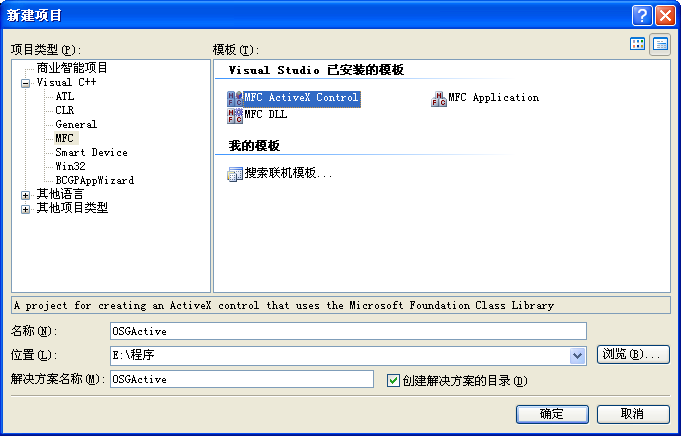 新建项目
项目类型(P):
模板(T):
商业智能项目
Visual C++
ATL
CLR
General
MFC
Smart Device
Win32
BCGPAppWizard
其他语言
其他项目类型
Visual Studio 已安装的模板
MFC ActiveX Control
MFC Application
MFC DLL
我的模板
搜索联机模板...
A project for creating an ActiveX control that uses the Microsoft Foundation Class Library
名称(N): OSGActive
位置(L): E:\程序 浏览(B)...
解决方案名称(M): OSGActive 创建解决方案的目录(D)
确定 取消